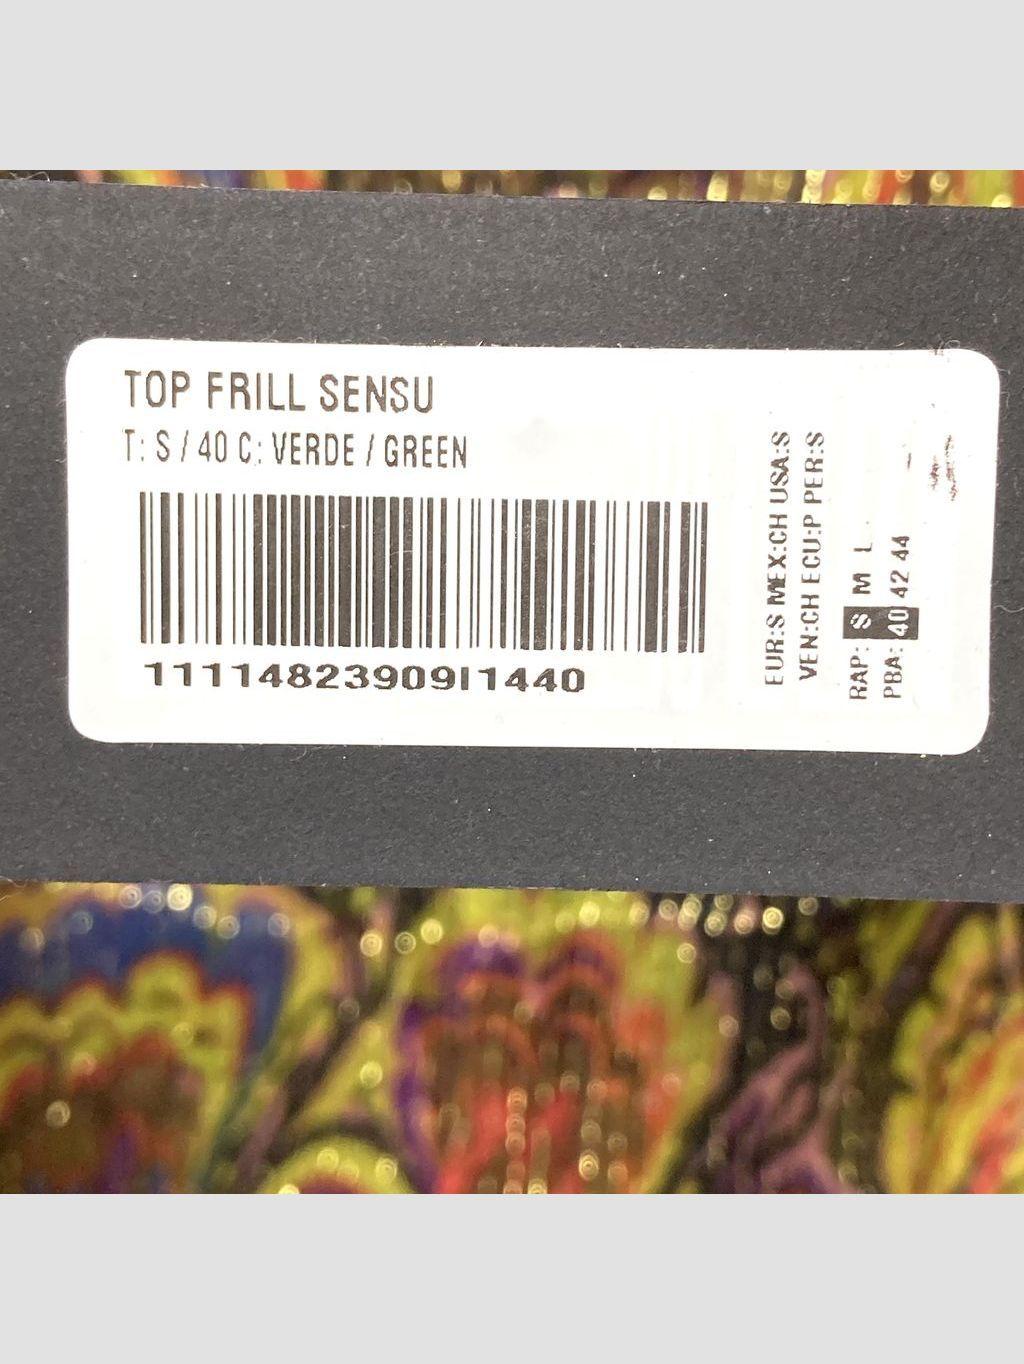 TOP FRILL SENSU
T: S / 40 C: VERDE / GREEN
11114823909I1440
EUR:S MEX:CH USA:S
VEN:CH ECU:P PER:S
RAP: S M L
PBA: 40 42 44